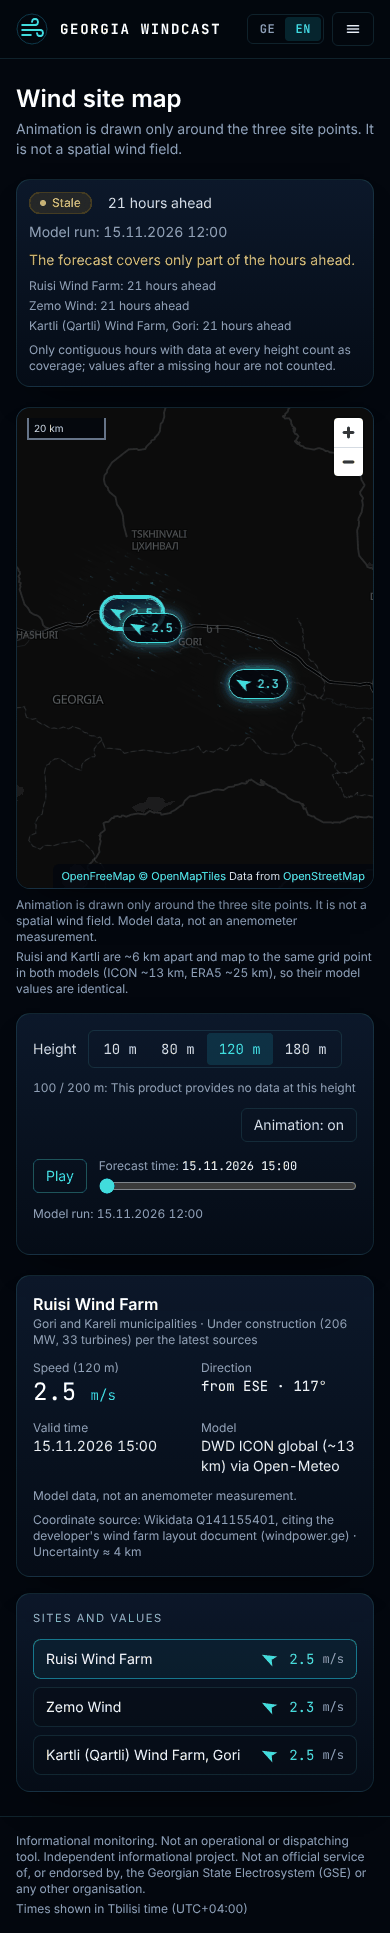 GEORGIA WINDCAST
GE EN
Wind site map
Animation is drawn only around the three site points. It
is not a spatial wind field.
Stale 21 hours ahead
Model run: 15.11.2026 12:00
The forecast covers only part of the hours ahead.
Ruisi Wind Farm: 21 hours ahead
Zemo Wind: 21 hours ahead
Kartli (Qartli) Wind Farm, Gori: 21 hours ahead
Only contiguous hours with data at every height count as
coverage; values after a missing hour are not counted.
20 km
TSKHINVALI
ЦХИНВАЛ
2.5
2.5
HASHURI
GORI
2.3
GEORGIA
OpenFreeMap © OpenMapTiles Data from OpenStreetMap
Animation is drawn only around the three site points. It is not a
spatial wind field. Model data, not an anemometer
measurement.
Ruisi and Kartli are ~6 km apart and map to the same grid point
in both models (ICON ~13 km, ERA5 ~25 km), so their model
values are identical.
Height 10 m 80 m 120 m 180 m
100 / 200 m: This product provides no data at this height
Animation: on
Play
Forecast time: 15.11.2026 15:00
Model run: 15.11.2026 12:00
Ruisi Wind Farm
Gori and Kareli municipalities · Under construction (206
MW, 33 turbines) per the latest sources
Speed (120 m)
2.5 m/s
Direction
from ESE · 117°
Valid time
15.11.2026 15:00
Model
DWD ICON global (~13
km) via Open-Meteo
Model data, not an anemometer measurement.
Coordinate source: Wikidata Q141155401, citing the
developer's wind farm layout document (windpower.ge) ·
Uncertainty ≈ 4 km
SITES AND VALUES
Ruisi Wind Farm 2.5 m/s
Zemo Wind 2.3 m/s
Kartli (Qartli) Wind Farm, Gori 2.5 m/s
Informational monitoring. Not an operational or dispatching
tool. Independent informational project. Not an official service
of, or endorsed by, the Georgian State Electrosystem (GSE) or
any other organisation.
Times shown in Tbilisi time (UTC+04:00)